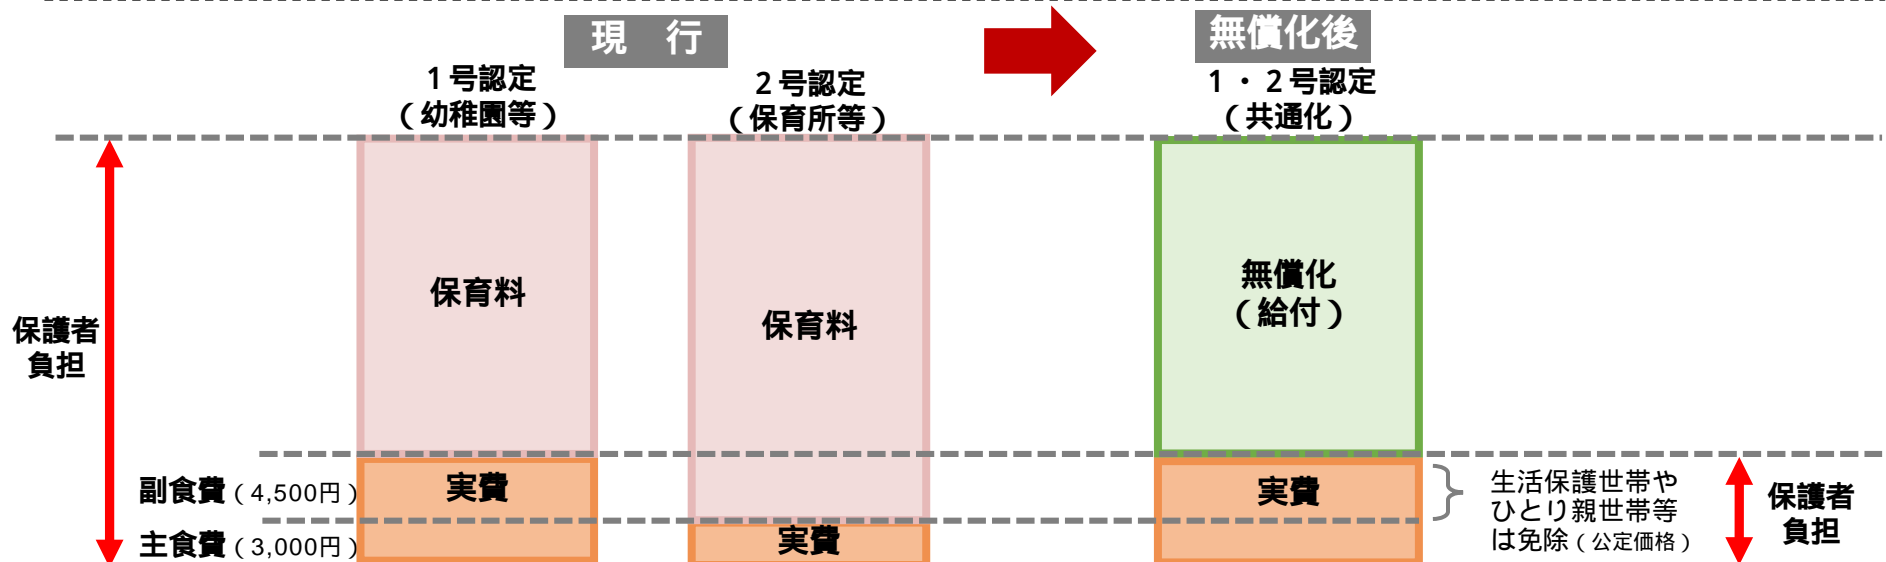 現　行
無償化後
1号認定
（幼稚園等）
2号認定
（保育所等）
1・2号認定
（共通化）
保護者
負担
保育料
保育料
無償化
（給付）
副食費（4,500円）
実費
実費
生活保護世帯や
ひとり親世帯等
は免除（公定価格）
保護者
負担
主食費（3,000円）
実費